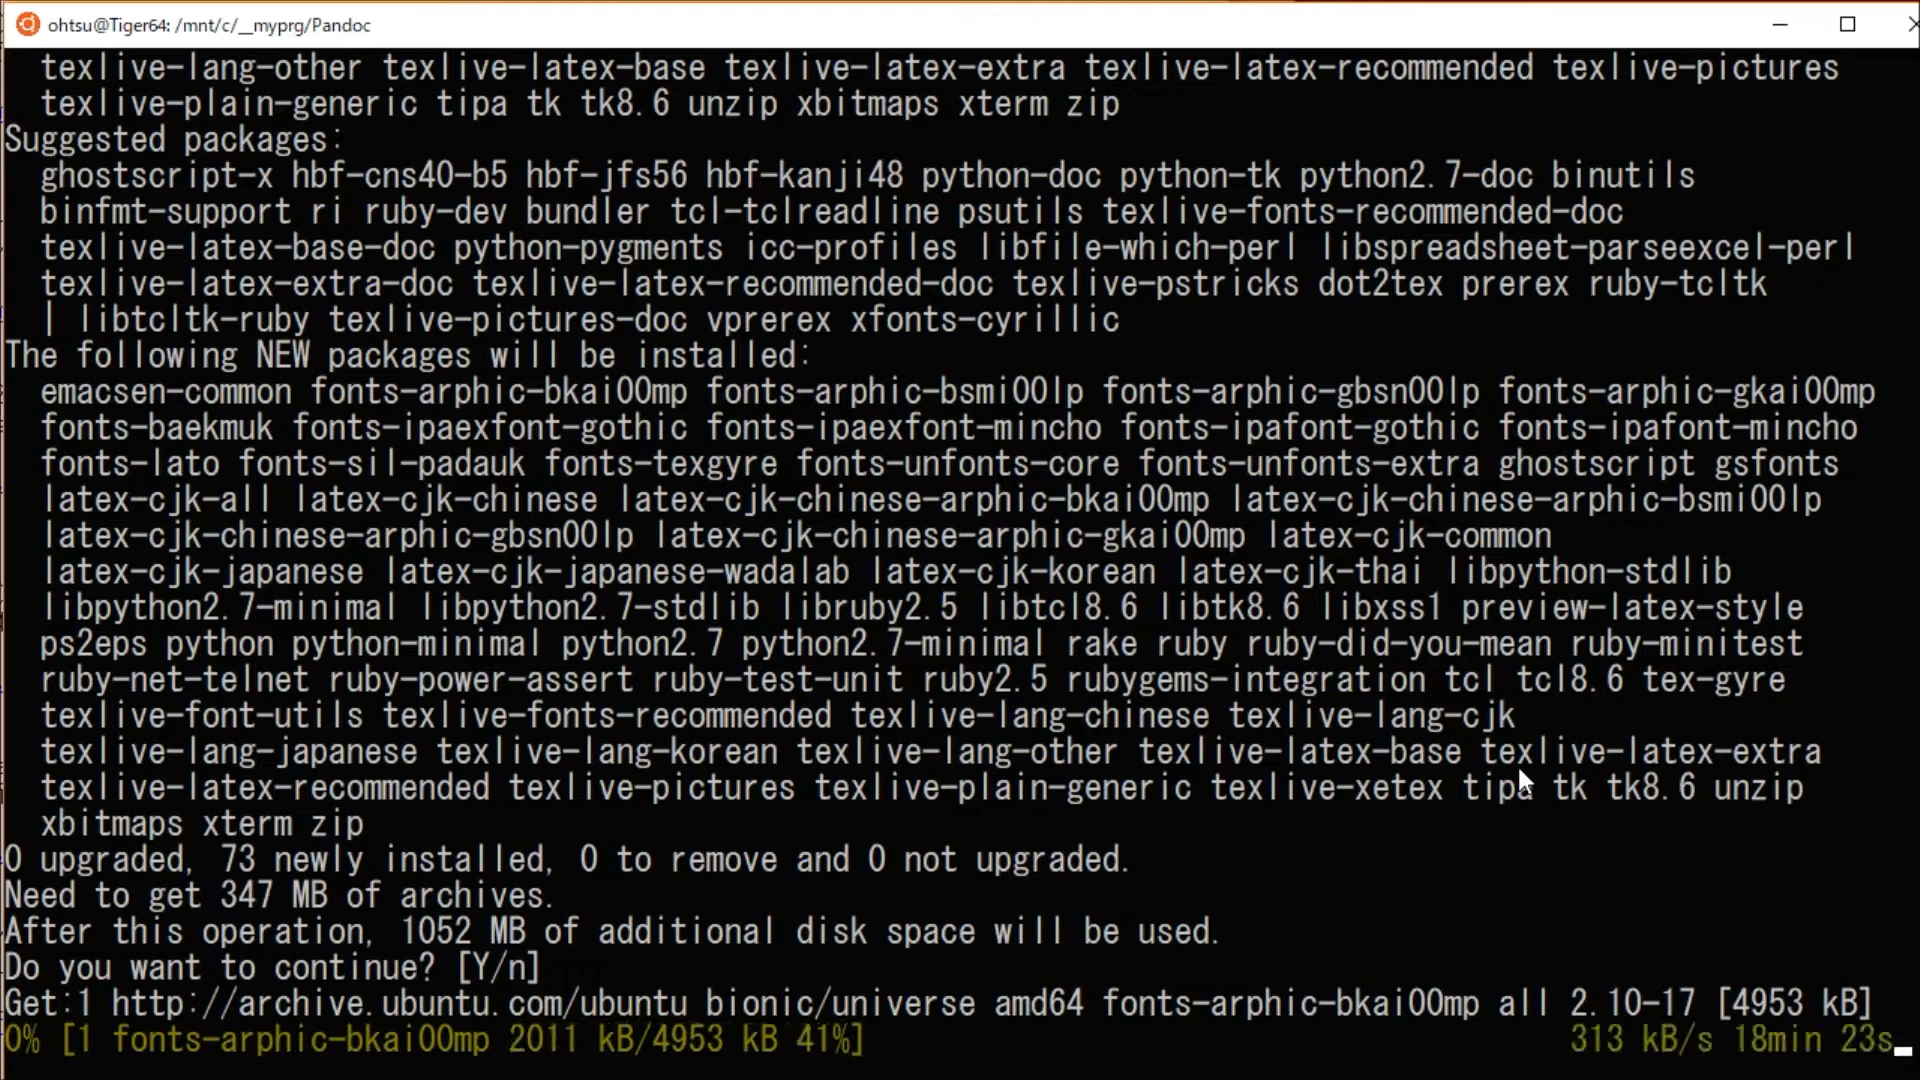 ohtsu@Tiger64: /mnt/c/__myprg/Pandoc
texlive-lang-other texlive-latex-base texlive-latex-extra texlive-latex-recommended texlive-pictures
texlive-plain-generic tipa tk tk8.6 unzip xbitmaps xterm zip
Suggested packages:
ghostscript-x hbf-cns40-b5 hbf-jfs56 hbf-kanji48 python-doc python-tk python2.7-doc binutils
binfmt-support ri ruby-dev bundler tcl-tclreadline psutils texlive-fonts-recommended-doc
texlive-latex-base-doc python-pygments icc-profiles libfile-which-perl libspreadsheet-parseexcel-perl
texlive-latex-extra-doc texlive-latex-recommended-doc texlive-pstricks dot2tex prerex ruby-tcltk
| libtcltk-ruby texlive-pictures-doc vprerex xfonts-cyrillic
The following NEW packages will be installed:
emacsen-common fonts-arphic-bkai00mp fonts-arphic-bsmi00lp fonts-arphic-gbsn00lp fonts-arphic-gkai00mp
fonts-baekmuk fonts-ipaexfont-gothic fonts-ipaexfont-mincho fonts-ipafont-gothic fonts-ipafont-mincho
fonts-lato fonts-sil-padauk fonts-texgyre fonts-unfonts-core fonts-unfonts-extra ghostscript gsfonts
latex-cjk-all latex-cjk-chinese latex-cjk-chinese-arphic-bkai00mp latex-cjk-chinese-arphic-bsmi00lp
latex-cjk-chinese-arphic-gbsn00lp latex-cjk-chinese-arphic-gkai00mp latex-cjk-common
latex-cjk-japanese latex-cjk-japanese-wadalab latex-cjk-korean latex-cjk-thai libpython-stdlib
libpython2.7-minimal libpython2.7-stdlib libruby2.5 libtcl8.6 libtk8.6 libxss1 preview-latex-style
ps2eps python python-minimal python2.7 python2.7-minimal rake ruby ruby-did-you-mean ruby-minitest
ruby-net-telnet ruby-power-assert ruby-test-unit ruby2.5 rubygems-integration tcl tcl8.6 tex-gyre
texlive-font-utils texlive-fonts-recommended texlive-lang-chinese texlive-lang-cjk
texlive-lang-japanese texlive-lang-korean texlive-lang-other texlive-latex-base texlive-latex-extra
texlive-latex-recommended texlive-pictures texlive-plain-generic texlive-xetex tipa tk tk8.6 unzip
xbitmaps xterm zip
0 upgraded, 73 newly installed, 0 to remove and 0 not upgraded.
Need to get 347 MB of archives.
After this operation, 1052 MB of additional disk space will be used.
Do you want to continue? [Y/n]
Get:1 http://archive.ubuntu.com/ubuntu bionic/universe amd64 fonts-arphic-bkai00mp all 2.10-17 [4953 kB]
0% [1 fonts-arphic-bkai00mp 2011 kB/4953 kB 41%] 313 kB/s 18min 23s